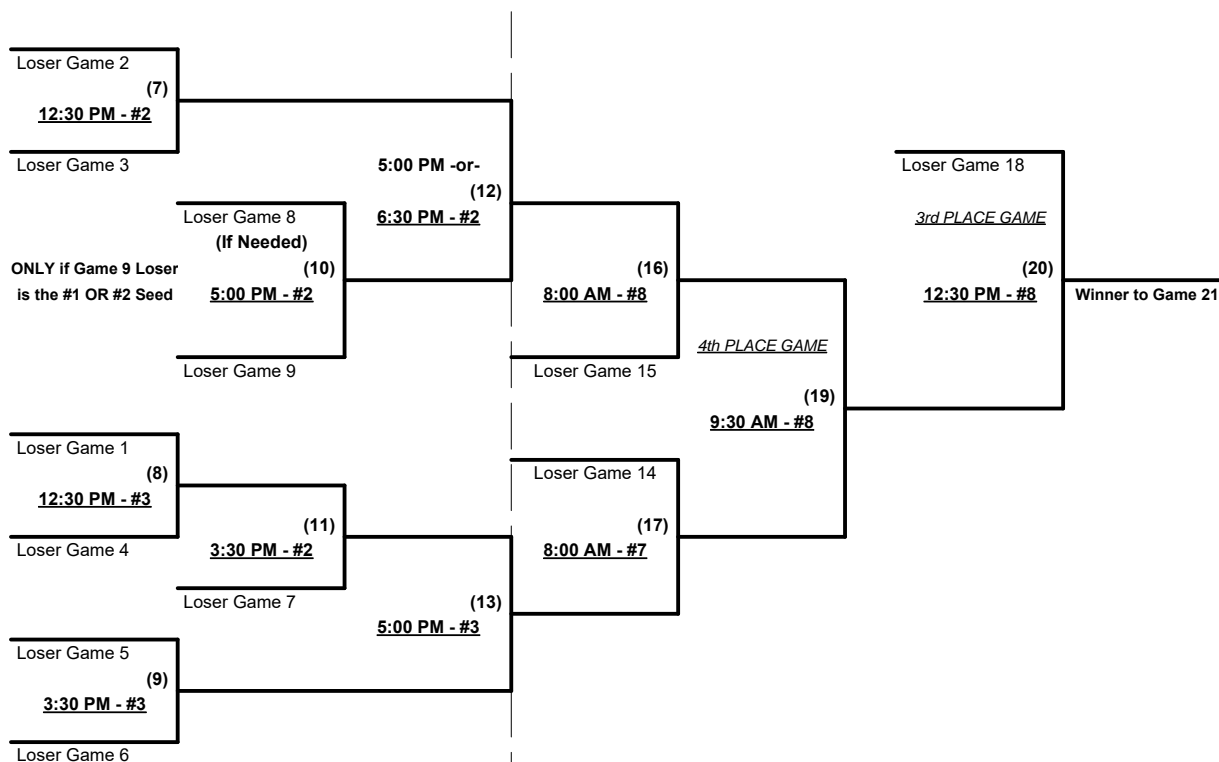 Loser Game 2
(7)
12:30 PM - #2
Loser Game 3
5:00 PM -or-
(12)
6:30 PM - #2
Loser Game 8
(If Needed)
ONLY if Game 9 Loser
is the #1 OR #2 Seed
(10)
5:00 PM - #2
Loser Game 9
(16)
8:00 AM - #8
Loser Game 15
Loser Game 18
3rd PLACE GAME
(20)
12:30 PM - #8
Winner to Game 21
4th PLACE GAME
(19)
9:30 AM - #8
Loser Game 1
(8)
12:30 PM - #3
Loser Game 4
(11)
3:30 PM - #2
Loser Game 7
Loser Game 14
(17)
8:00 AM - #7
(13)
5:00 PM - #3
Loser Game 5
(9)
3:30 PM - #3
Loser Game 6